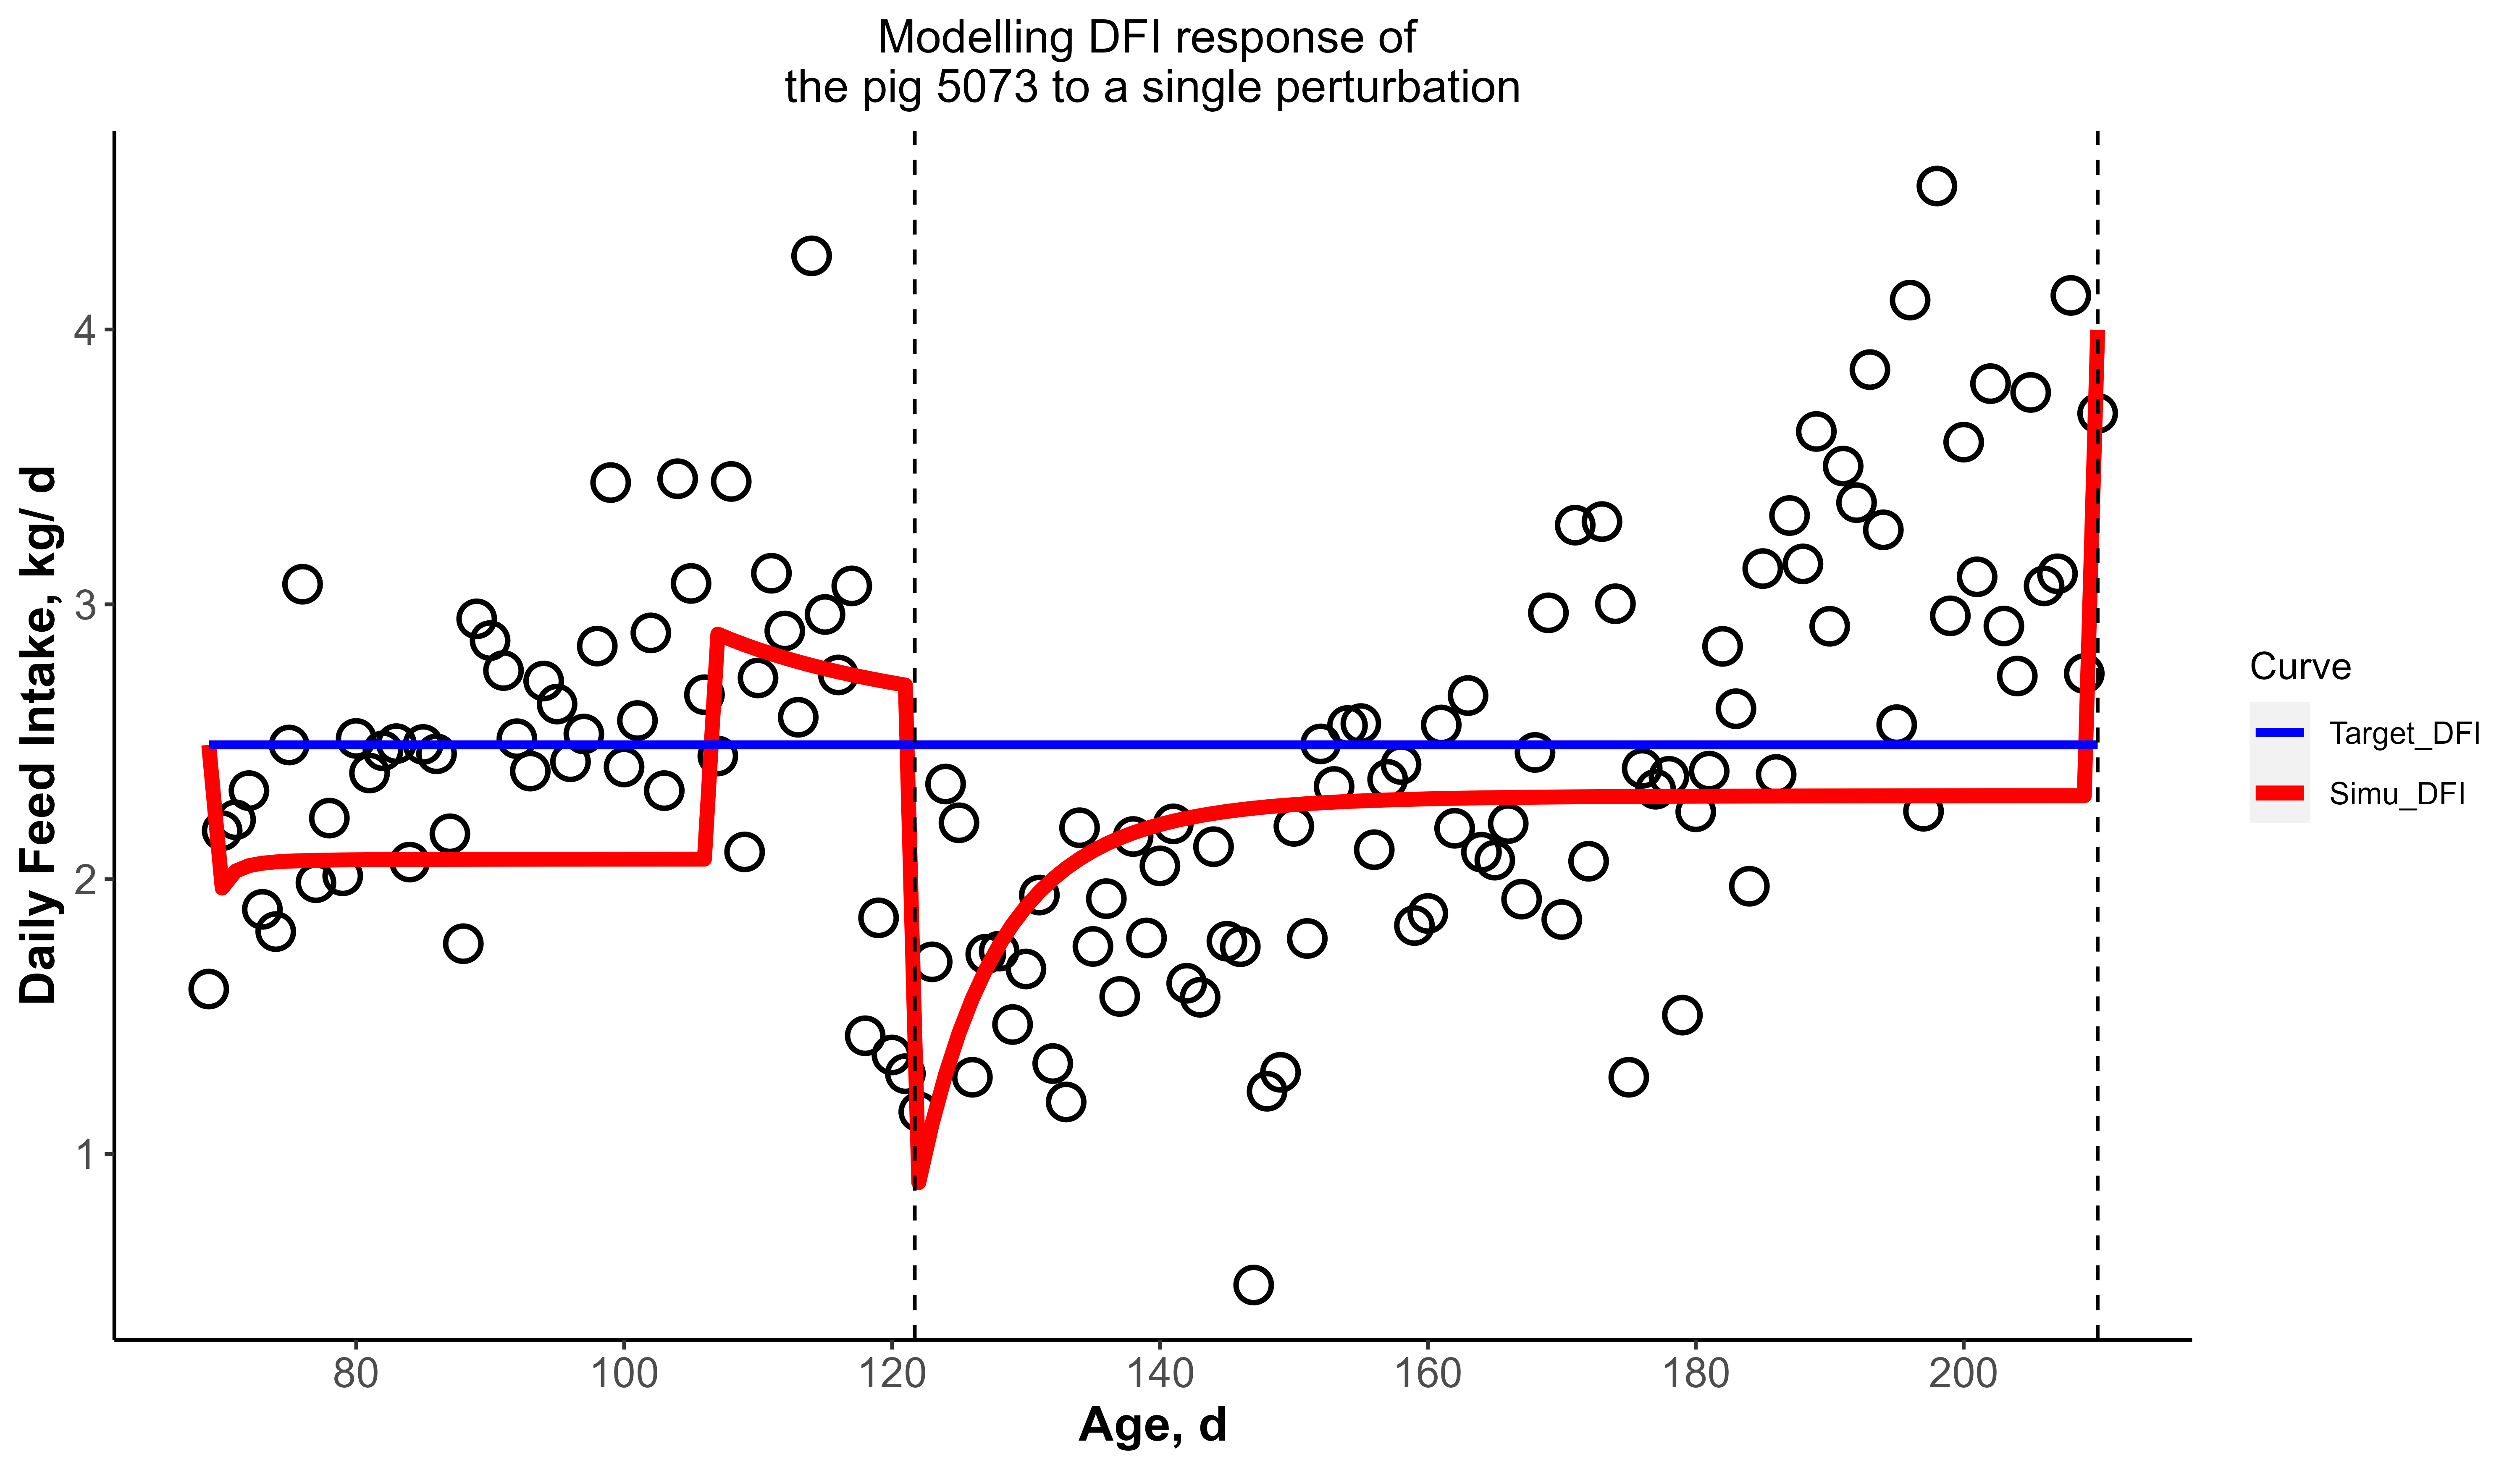 Modelling DFI response of
the pig 5073 to a single perturbation
Daily Feed Intake, kg/ d
4
3
2
1
80 100 120 140 160 180 200
Age, d
Curve
Target_DFI
Simu_DFI